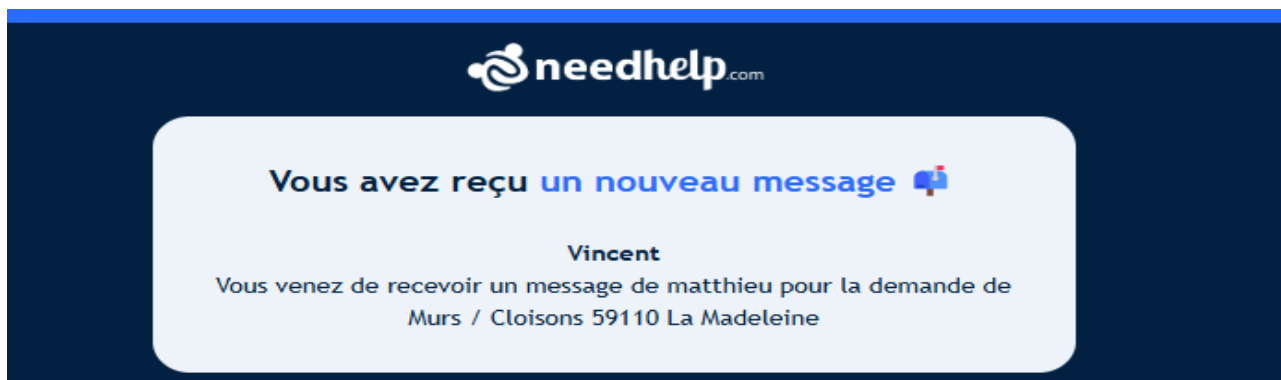 needhelp.com
Vous avez reçu un nouveau message
Vincent
Vous venez de recevoir un message de matthieu pour la demande de
Murs / Cloisons 59110 La Madeleine